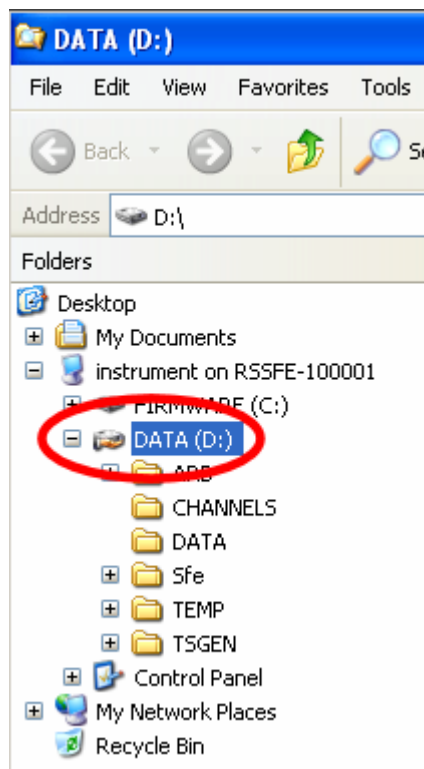 DATA (D:)
File Edit View Favorites Tools
Back
Address D:\
Folders
Desktop
My Documents
instrument on RSSFE-100001
FIRMWARE (C:)
DATA (D:)
ARB
CHANNELS
DATA
Sfe
TEMP
TSGEN
Control Panel
My Network Places
Recycle Bin